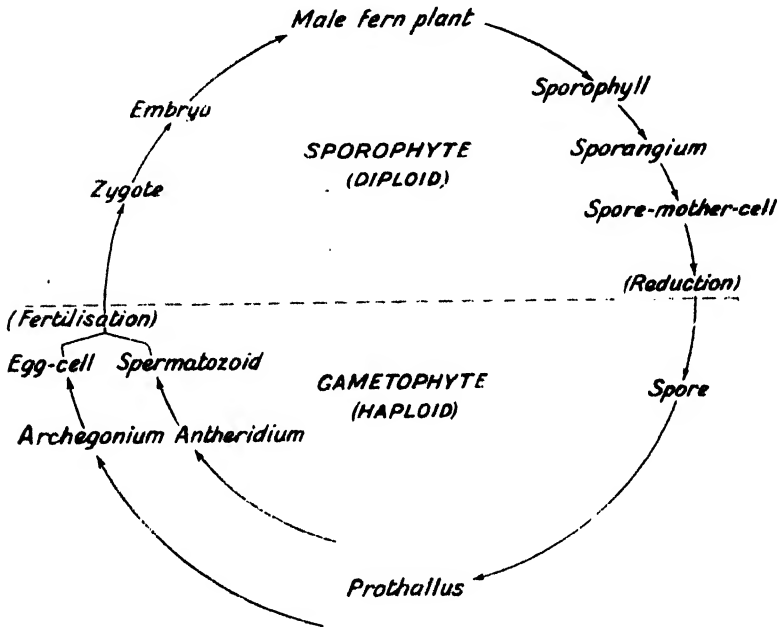 Male fern plant
Sporophyll
Embryo
Sporangium
SPOROPHYTE
(DIPLOID)
Zygote
Spore-mother-cell
(Reduction)
(Fertilisation)
Egg-cell Spermatozoid
GAMETOPHYTE
(HAPLOID)
Spore
Archegonium Antheridium
Prothallus